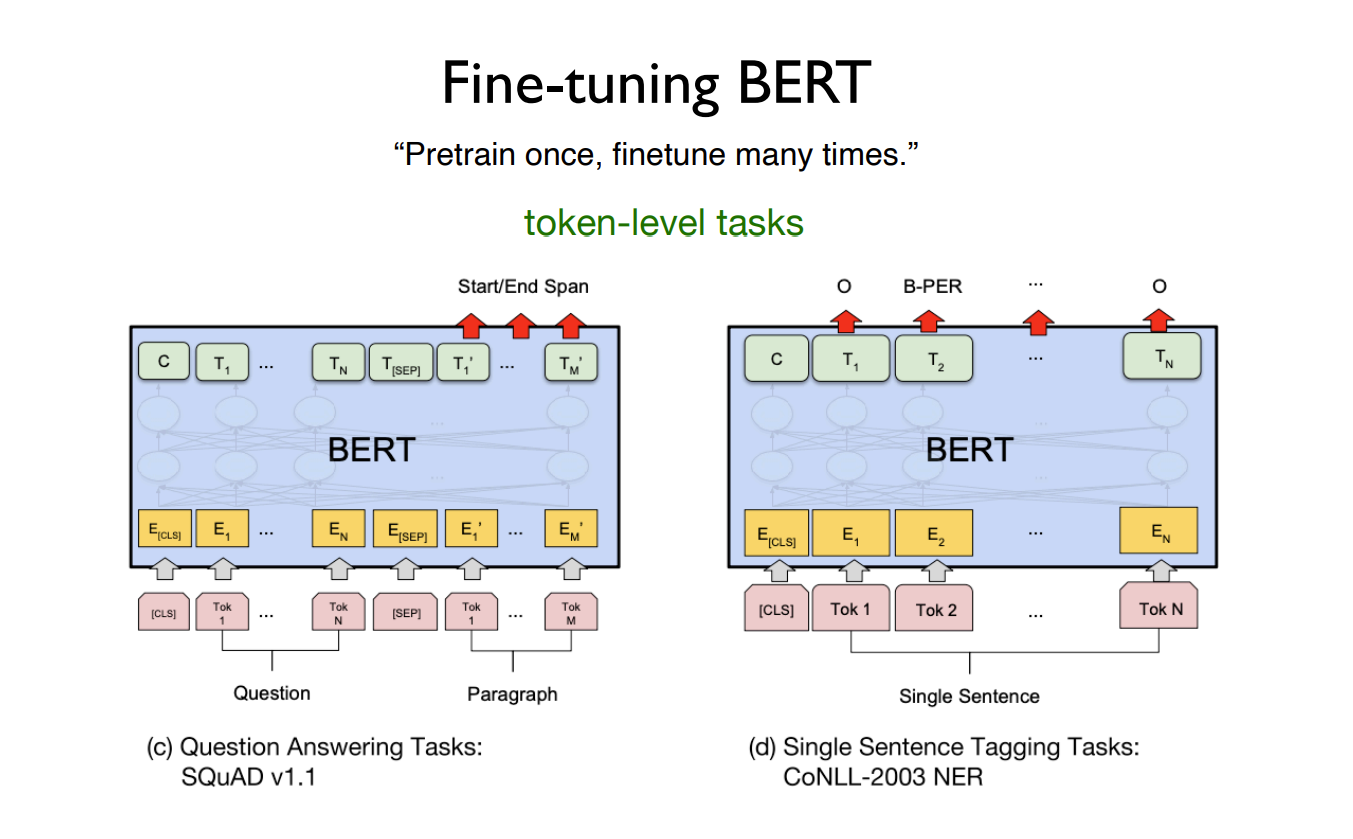 Fine-tuning BERT
“Pretrain once, finetune many times.”
token-level tasks
Start/End Span
C T1 ... TN T[SEP] T1’ ... TM’
...
BERT
...
E[CLS] E1 ... EN E[SEP] E1’ ... EM’
[CLS] Tok 1 ... Tok N [SEP] Tok 1 ... Tok M
Question Paragraph
(c) Question Answering Tasks:
SQuAD v1.1
O B-PER ... O
C T1 T2 ... TN
...
BERT
...
E[CLS] E1 E2 ... EN
[CLS] Tok 1 Tok 2 ... Tok N
Single Sentence
(d) Single Sentence Tagging Tasks:
CoNLL-2003 NER